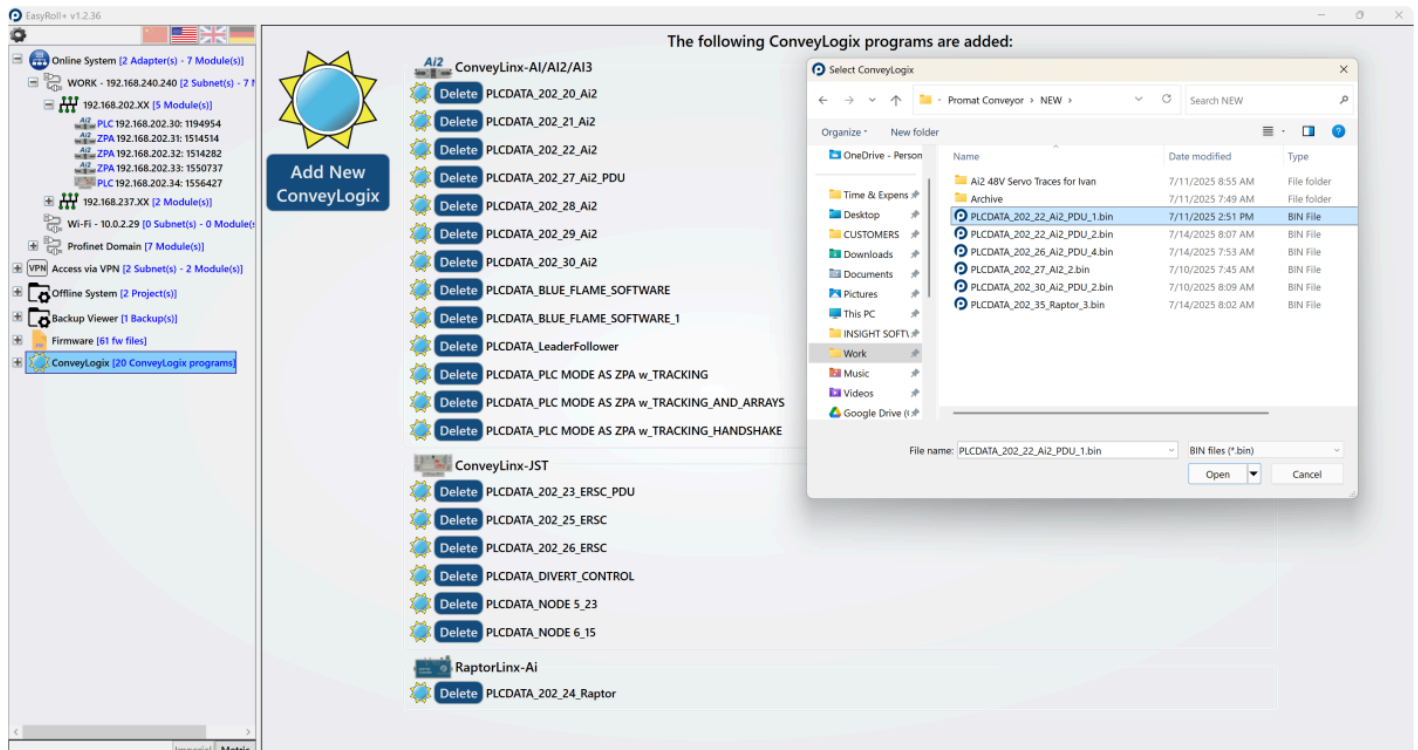 EasyRoll+ v1.2.36
Online System [2 Adapter(s) - 7 Module(s)]
WORK - 192.168.240.240 [2 Subnet(s) - 7
192.168.202.XX [5 Module(s)]
Ai2 PLC 192.168.202.30: 1194954
Ai2 ZPA 192.168.202.31: 1514514
Ai2 ZPA 192.168.202.32: 1514282
Ai2 ZPA 192.168.202.33: 1550737
PLC 192.168.202.34: 1556427
192.168.237.XX [2 Module(s)]
Wi-Fi - 10.0.2.29 [0 Subnet(s) - 0 Module(s
Profinet Domain [7 Module(s)]
VPN Access via VPN [2 Subnet(s) - 2 Module(s)]
Offline System [2 Project(s)]
Backup Viewer [1 Backup(s)]
Firmware [61 fw files]
ConveyLogix [20 ConveyLogix programs]
Imperial Metric
Add New
ConveyLogix
The following ConveyLogix programs are added:
Ai2 ConveyLinx-AI/AI2/AI3
Delete PLCDATA_202_20_Ai2
Delete PLCDATA_202_21_Ai2
Delete PLCDATA_202_22_Ai2
Delete PLCDATA_202_27_Ai2_PDU
Delete PLCDATA_202_28_Ai2
Delete PLCDATA_202_29_Ai2
Delete PLCDATA_202_30_Ai2
Delete PLCDATA_BLUE_FLAME_SOFTWARE
Delete PLCDATA_BLUE_FLAME_SOFTWARE_1
Delete PLCDATA_LeaderFollower
Delete PLCDATA_PLC MODE AS ZPA w_TRACKING
Delete PLCDATA_PLC MODE AS ZPA w_TRACKING_AND_ARRAYS
Delete PLCDATA_PLC MODE AS ZPA w_TRACKING_HANDSHAKE
ConveyLinx-JST
Delete PLCDATA_202_23_ERSC_PDU
Delete PLCDATA_202_25_ERSC
Delete PLCDATA_202_26_ERSC
Delete PLCDATA_DIVERT_CONTROL
Delete PLCDATA_NODE 5_23
Delete PLCDATA_NODE 6_15
RaptorLinx-Ai
Delete PLCDATA_202_24_Raptor
Select ConveyLogix
Promat Conveyor › NEW ›
Search NEW
Organize
New folder
OneDrive - Person
Time & Expens
Desktop
CUSTOMERS
Downloads
Documents
Pictures
This PC
INSIGHT SOFTV
Work
Music
Videos
Google Drive (
Name Date modified Type
Ai2 48V Servo Traces for Ivan 7/11/2025 8:55 AM File folder
Archive 7/11/2025 7:49 AM File folder
PLCDATA_202_22_Ai2_PDU_1.bin 7/11/2025 2:51 PM BIN File
PLCDATA_202_22_Ai2_PDU_2.bin 7/14/2025 8:07 AM BIN File
PLCDATA_202_26_Ai2_PDU_4.bin 7/14/2025 7:53 AM BIN File
PLCDATA_202_27_Ai2_2.bin 7/10/2025 7:45 AM BIN File
PLCDATA_202_30_Ai2_PDU_2.bin 7/10/2025 8:09 AM BIN File
PLCDATA_202_35_Raptor_3.bin 7/14/2025 8:02 AM BIN File
File name: PLCDATA_202_22_Ai2_PDU_1.bin
BIN files (*.bin)
Open Cancel